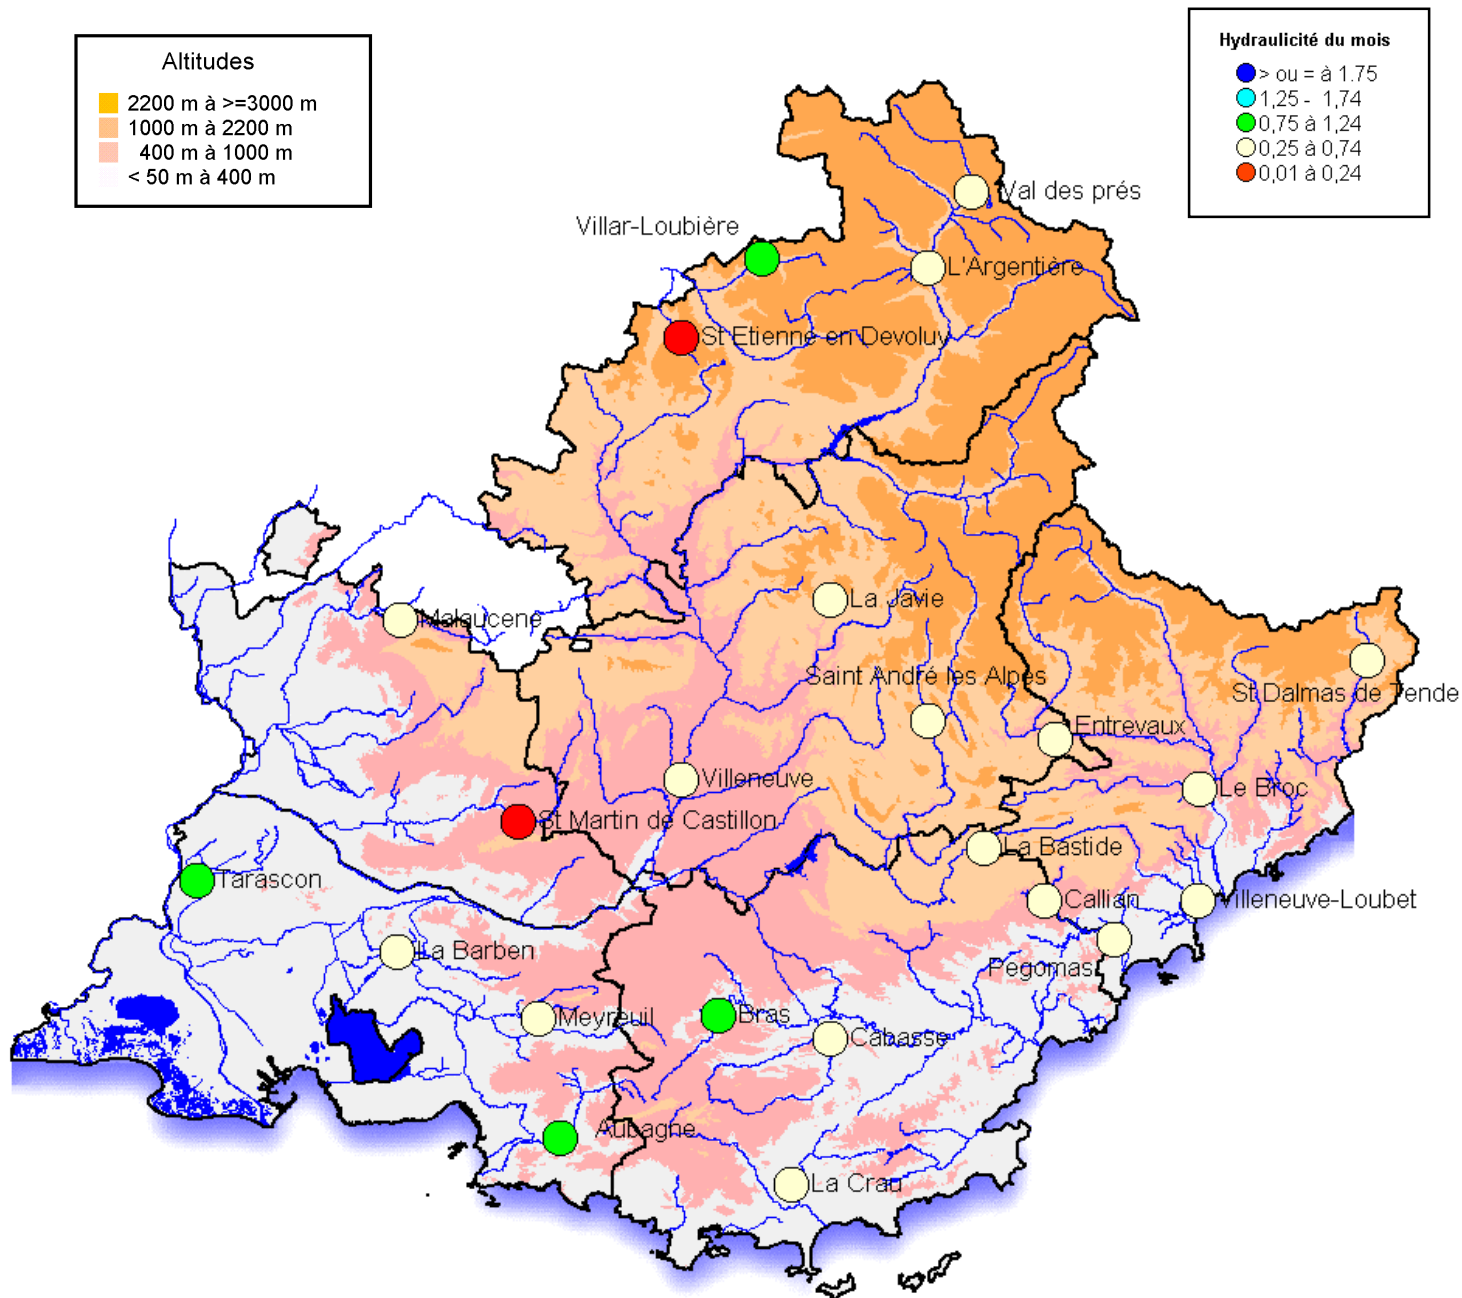 Altitudes
2200 m à >=3000 m
1000 m à 2200 m
400 m à 1000 m
< 50 m à 400 m
Hydraulicité du mois
> ou = à 1.75
1,25 - 1,74
0,75 à 1,24
0,25 à 0,74
0,01 à 0,24
Val des prés
Villar-Loubière
L'Argentière
St Etienne en Devoluy
La Javie
Malaucene
Saint André les Alpes
St Dalmas de Tende
Entrevaux
Villeneuve
Le Broc
St Martin de Castillon
La Bastide
Tarascon
Callian
Villeneuve-Loubet
La Barben
Pegomas
Meyreuil
Bras
Cabasse
Aubagne
La Crau